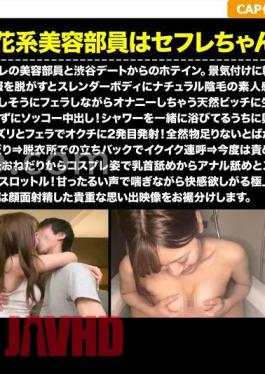 CAP付
花系美容部員はセフレちゃん
レの美容部員と渋谷デートからのホテイン。景気付けに
服を脱がすとスレンダーボディにナチュラル陰毛の素人感
しそうにフェラしながらオナニーしちゃう天然ビッチに生
ずにソッコー中出し!シャワーを一緒に浴びてるうちに興
ズリとフェラでオクチに2発目発射!全然物足りないとばか
り⇒脱衣所での立ちバックでイクイク連呼⇒今度は責め
おねだりからコスプレ姿で乳首舐めからアナル舐めと
スロットル!甘ったるい声で喘ぎながら快感欲しがる極上
は顔面射精した貴重な思い出映像をお裾分けします。
JAVHD